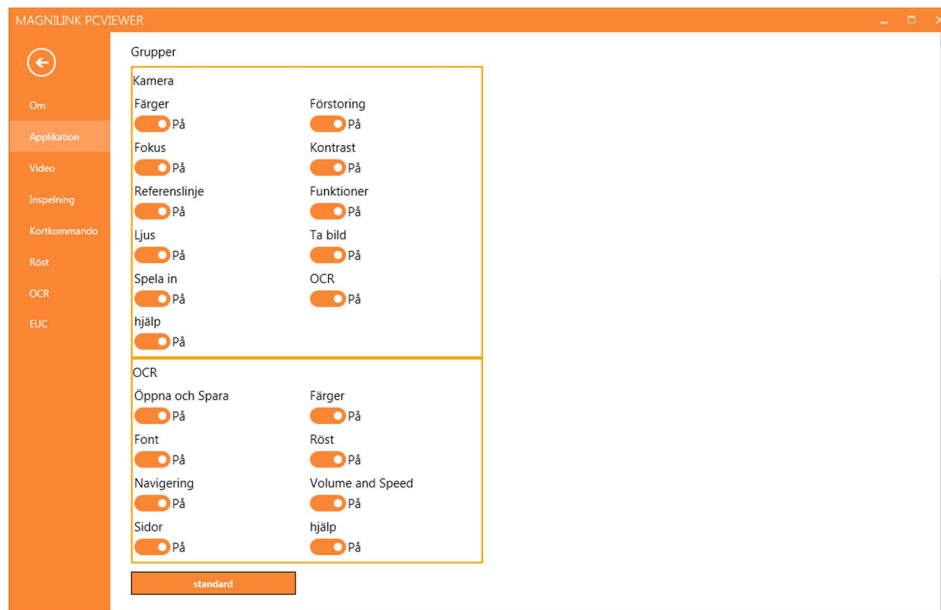 MAGNILINK PCVIEWER
Om
Applikation
Video
Inspelning
Kortkommando
Röst
OCR
EUC
Grupper
Kamera
Färger Förstoring
På På
Fokus Kontrast
På På
Referenslinje Funktioner
På På
Ljus Ta bild
På På
Spela in OCR
På På
hjälp
På
OCR
Öppna och Spara Färger
På På
Font Röst
På På
Navigering Volume and Speed
På På
Sidor hjälp
På På
standard